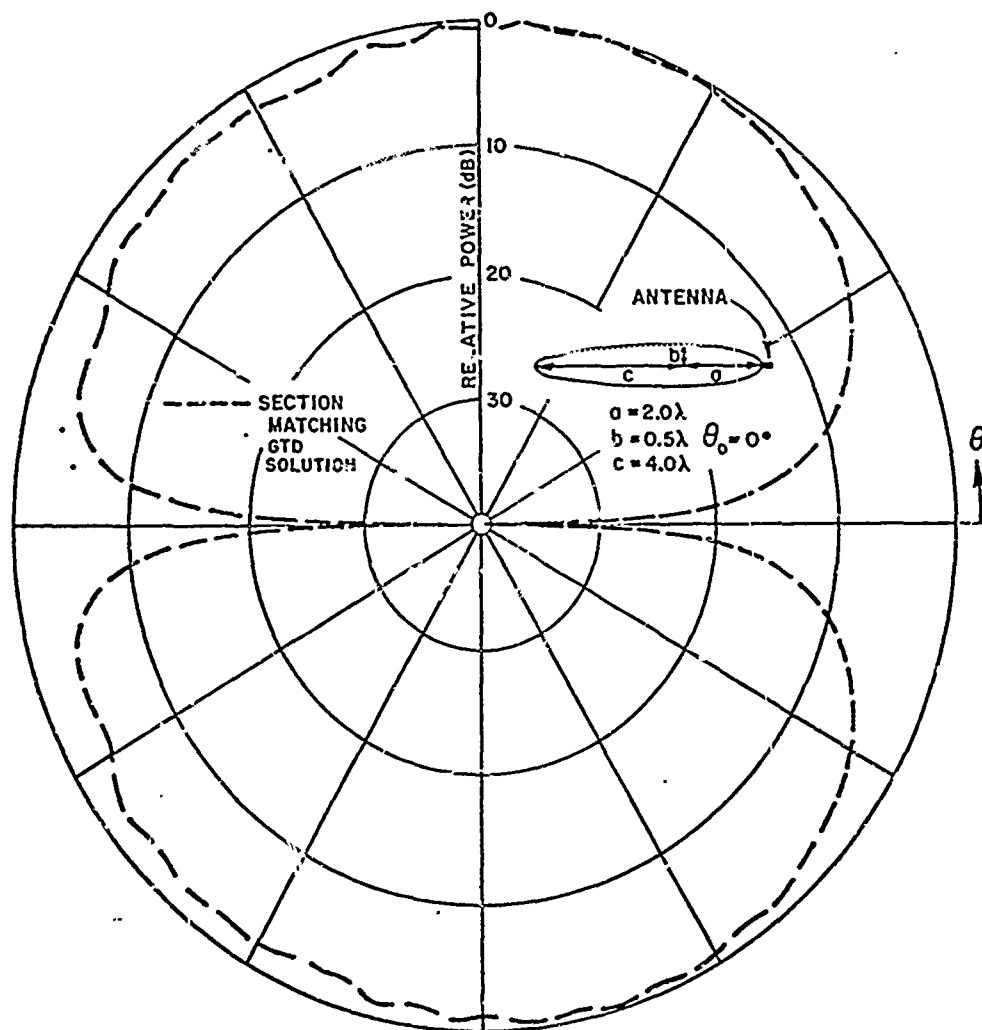 0
10
20
30
RELATIVE POWER (dB)
ANTENNA
b
c
a
a = 2.0λ
b = 0.5λ θ₀ = 0°
c = 4.0λ
SECTION
MATCHING
GTD
SOLUTION
θ